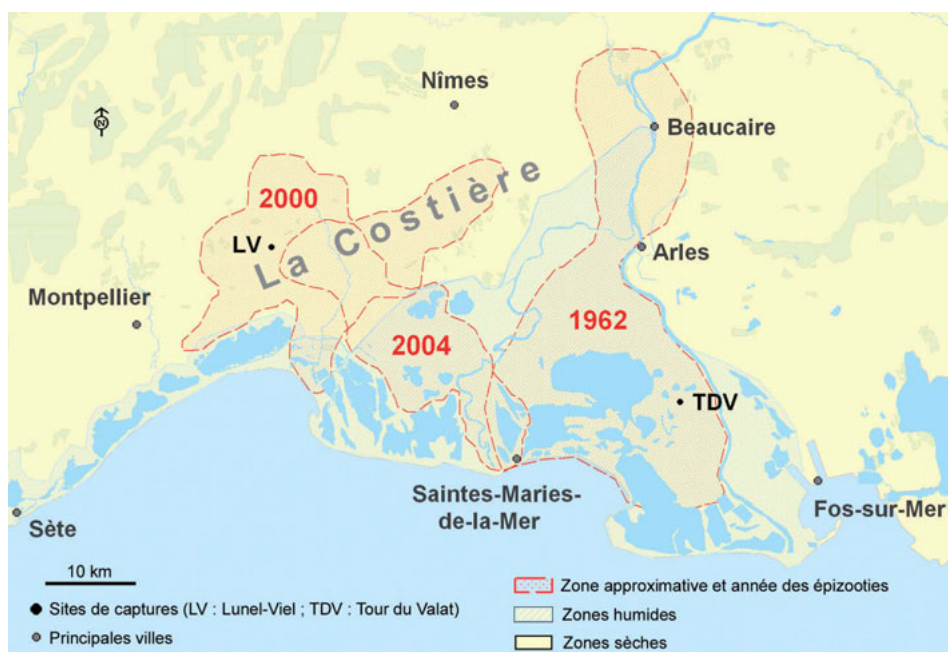 Nîmes
Beaucaire
2000
La Costière
LV
Arles
Montpellier
1962
2004
TDV
Saintes-Maries-
de-la-Mer
Fos-sur-Mer
Sète
N
10 km
Sites de captures (LV : Lunel-Viel ; TDV : Tour du Valat)
Principales villes
Zone approximative et année des épizooties
Zones humides
Zones sèches